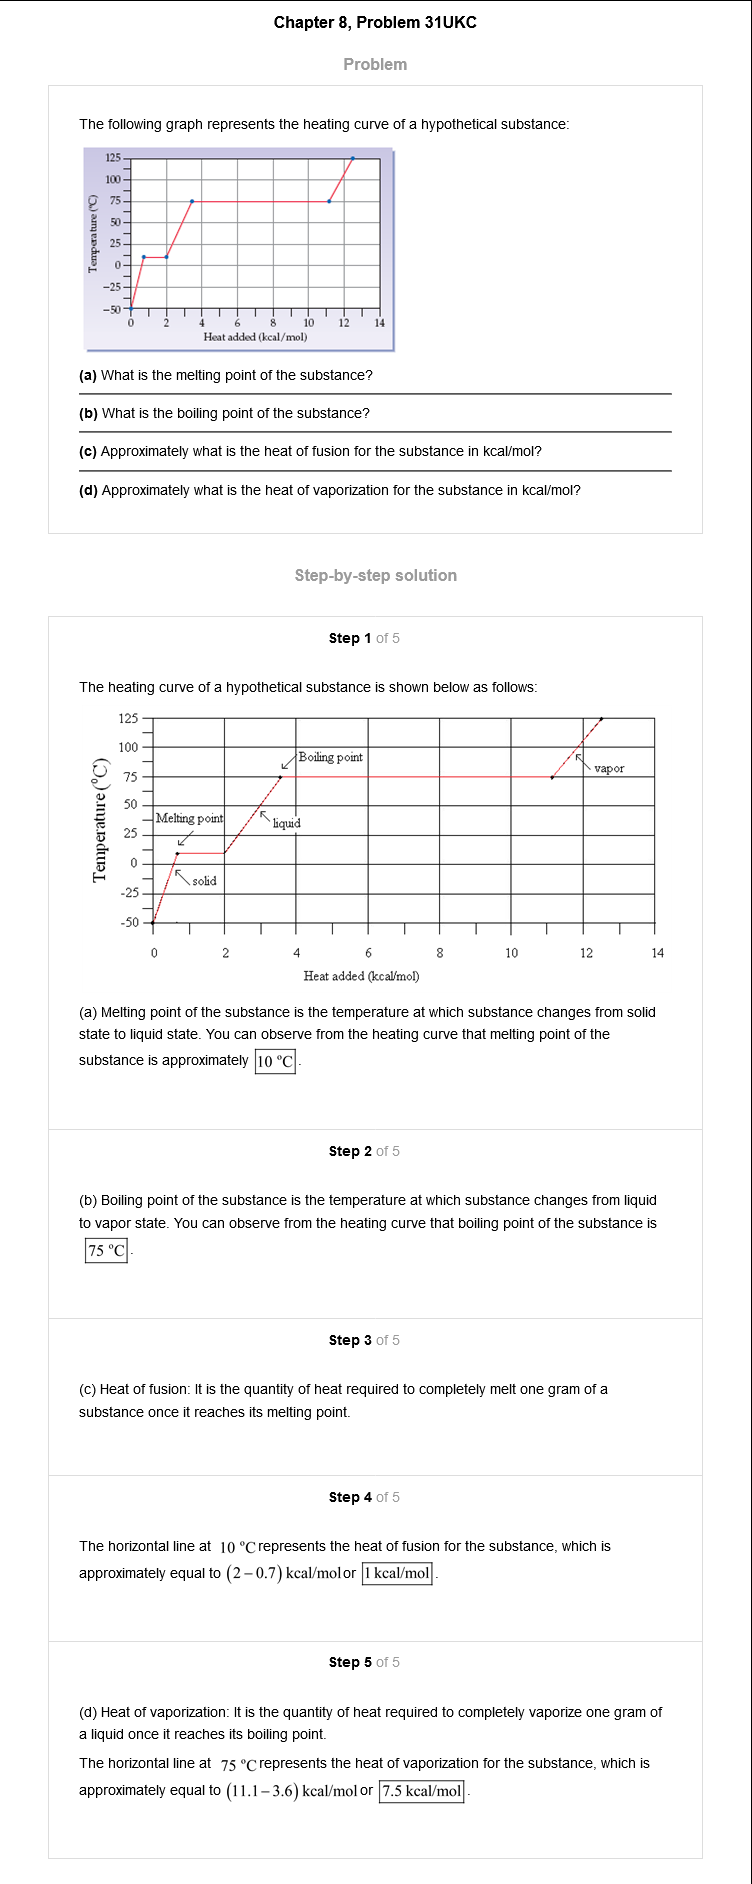 Chapter 8, Problem 31UKC
Problem
The following graph represents the heating curve of a hypothetical substance:
125
100
75
50
25
0
−25
−50
Temperature (°C)
0 2 4 6 8 10 12 14
Heat added (kcal/mol)
(a) What is the melting point of the substance?
(b) What is the boiling point of the substance?
(c) Approximately what is the heat of fusion for the substance in kcal/mol?
(d) Approximately what is the heat of vaporization for the substance in kcal/mol?
Step-by-step solution
Step 1 of 5
The heating curve of a hypothetical substance is shown below as follows:
125
100
75
50
25
0
-25
-50
Temperature (°C)
Boiling point
vapor
Melting point
liquid
solid
0 2 4 6 8 10 12 14
Heat added (kcal/mol)
(a) Melting point of the substance is the temperature at which substance changes from solid
state to liquid state. You can observe from the heating curve that melting point of the
substance is approximately 10 °C.
Step 2 of 5
(b) Boiling point of the substance is the temperature at which substance changes from liquid
to vapor state. You can observe from the heating curve that boiling point of the substance is
75 °C.
Step 3 of 5
(c) Heat of fusion: It is the quantity of heat required to completely melt one gram of a
substance once it reaches its melting point.
Step 4 of 5
The horizontal line at 10 °C represents the heat of fusion for the substance, which is
approximately equal to (2 – 0.7) kcal/mol or 1 kcal/mol.
Step 5 of 5
(d) Heat of vaporization: It is the quantity of heat required to completely vaporize one gram of
a liquid once it reaches its boiling point.
The horizontal line at 75 °C represents the heat of vaporization for the substance, which is
approximately equal to (11.1 – 3.6) kcal/mol or 7.5 kcal/mol.